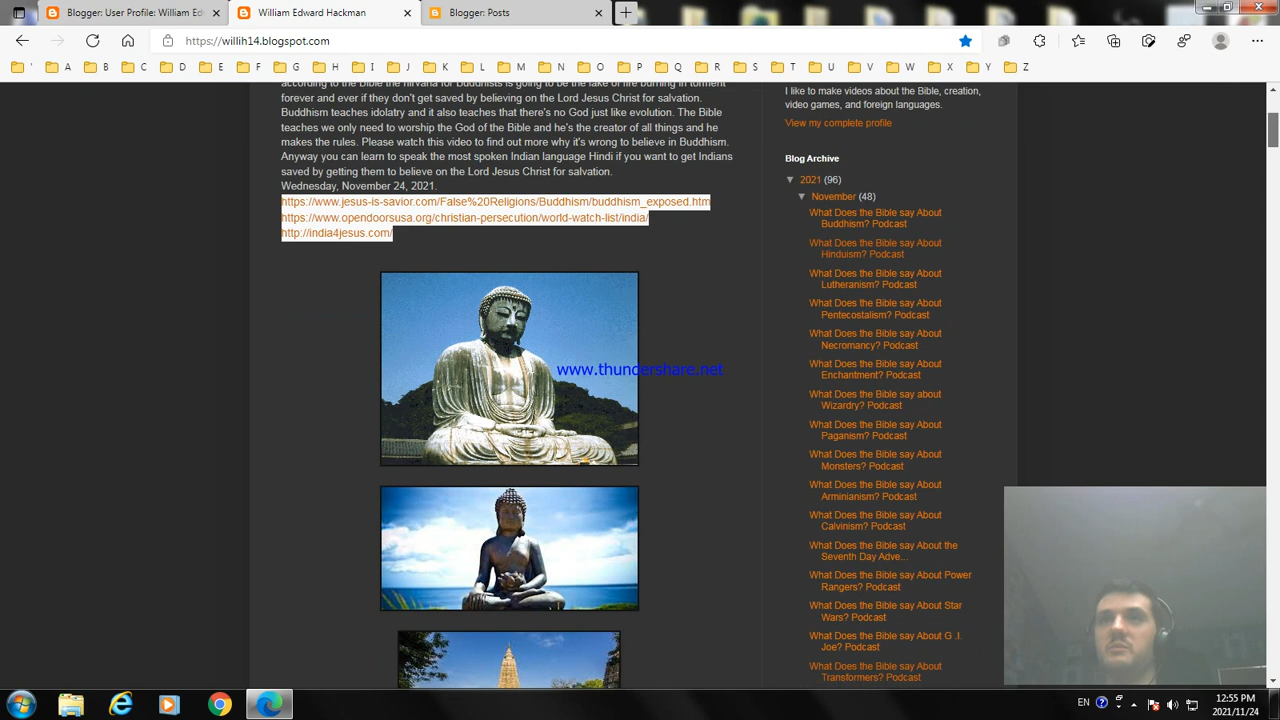 Blogger: User Profile: William Ed
William Edward Hackman
Blogger: Posts
https://willih14.blogspot.com
' A B C D E F G H I J K L M N O P Q R S T U V W X Y Z
according to the Bible the nirvana for Buddhists is going to be the lake of fire burning in torment
forever and ever if they don't get saved by believing on the Lord Jesus Christ for salvation.
Buddhism teaches idolatry and it also teaches that there's no God just like evolution. The Bible
teaches we only need to worship the God of the Bible and he's the creator of all things and he
makes the rules. Please watch this video to find out more why it's wrong to believe in Buddhism.
Anyway you can learn to speak the most spoken Indian language Hindi if you want to get Indians
saved by getting them to believe on the Lord Jesus Christ for salvation.
Wednesday, November 24, 2021.
https://www.jesus-is-savior.com/False%20Religions/Buddhism/buddhism_exposed.htm
https://www.opendoorsusa.org/christian-persecution/world-watch-list/india/
http://india4jesus.com/
www.thundershare.net
I like to make videos about the Bible, creation,
video games, and foreign languages.
View my complete profile
Blog Archive
▼ 2021 (96)
▼ November (48)
What Does the Bible say About
Buddhism? Podcast
What Does the Bible say About
Hinduism? Podcast
What Does the Bible say About
Lutheranism? Podcast
What Does the Bible say About
Pentecostalism? Podcast
What Does the Bible say About
Necromancy? Podcast
What Does the Bible say About
Enchantment? Podcast
What Does the Bible say about
Wizardry? Podcast
What Does the Bible say About
Paganism? Podcast
What Does the Bible say About
Monsters? Podcast
What Does the Bible say About
Arminianism? Podcast
What Does the Bible say About
Calvinism? Podcast
What Does the Bible say About the
Seventh Day Adve...
What Does the Bible say About Power
Rangers? Podcast
What Does the Bible say About Star
Wars? Podcast
What Does the Bible say About G .I.
Joe? Podcast
What Does the Bible say About
Transformers? Podcast
EN
12:55 PM
2021/11/24